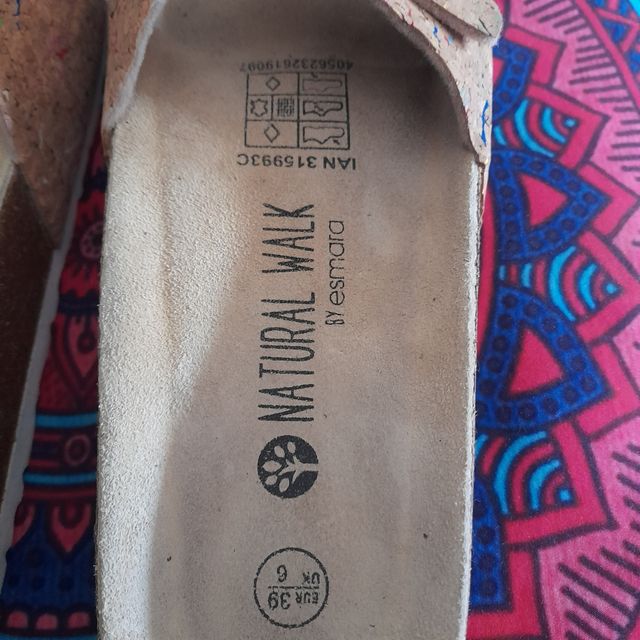 4056232619097
IAN 315993C
NATURAL WALK
BY esmara
EUR 39
UK 6